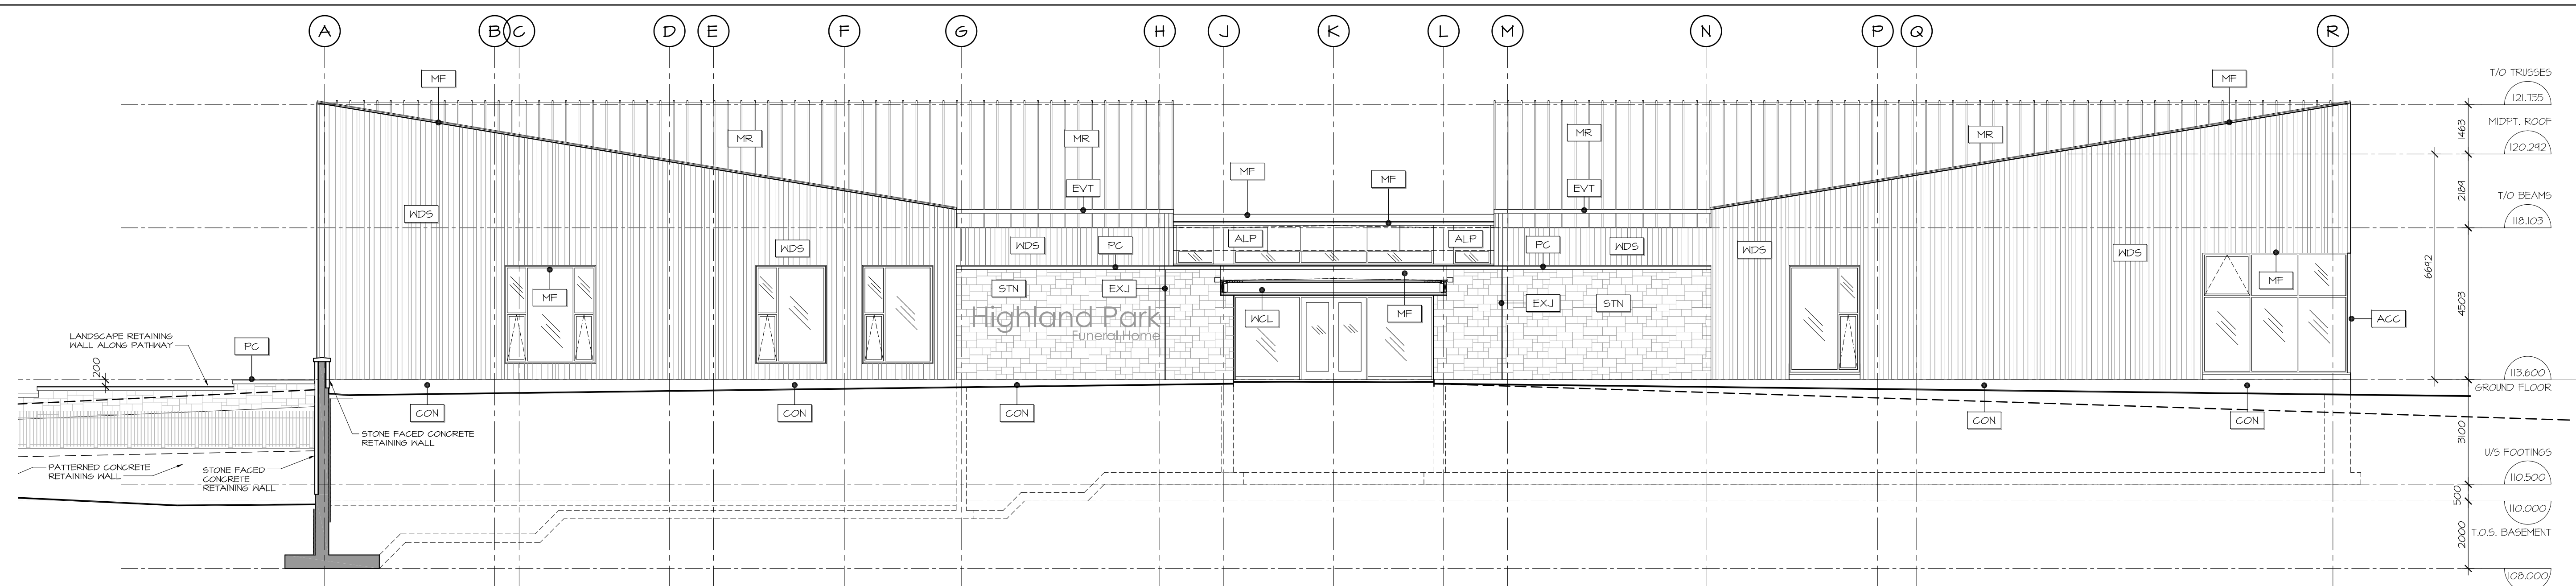 A B C D E F G H J K L M N P Q R
MF
MF
T/O TRUSSES
121.755
1463
MR
MR
MR
MR
MIDPT. ROOF
120.292
MF
MF
EVT
EVT
2189
T/O BEAMS
118.103
WDS
WDS
WDS
PC
ALP
ALP
PC
WDS
WDS
WDS
6692
MF
STN
EXJ
WCL
MF
EXJ
STN
MF
ACC
4503
Highland Park
Funeral Home
LANDSCAPE RETAINING
WALL ALONG PATHWAY
PC
200
113.600
GROUND FLOOR
CON
CON
CON
CON
CON
STONE FACED CONCRETE
RETAINING WALL
3100
PATTERNED CONCRETE
RETAINING WALL
STONE FACED
CONCRETE
RETAINING WALL
U/S FOOTINGS
110.500
500
110.000
T.O.S. BASEMENT
2000
108.000